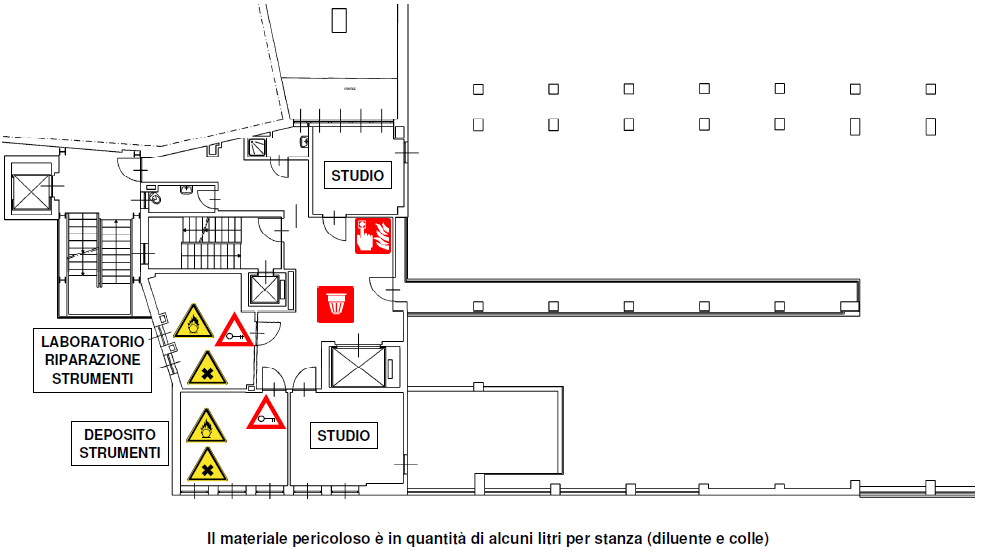 STUDIO
LABORATORIO
RIPARAZIONE
STRUMENTI
DEPOSITO
STRUMENTI
STUDIO
Il materiale pericoloso è in quantità di alcuni litri per stanza (diluente e colle)